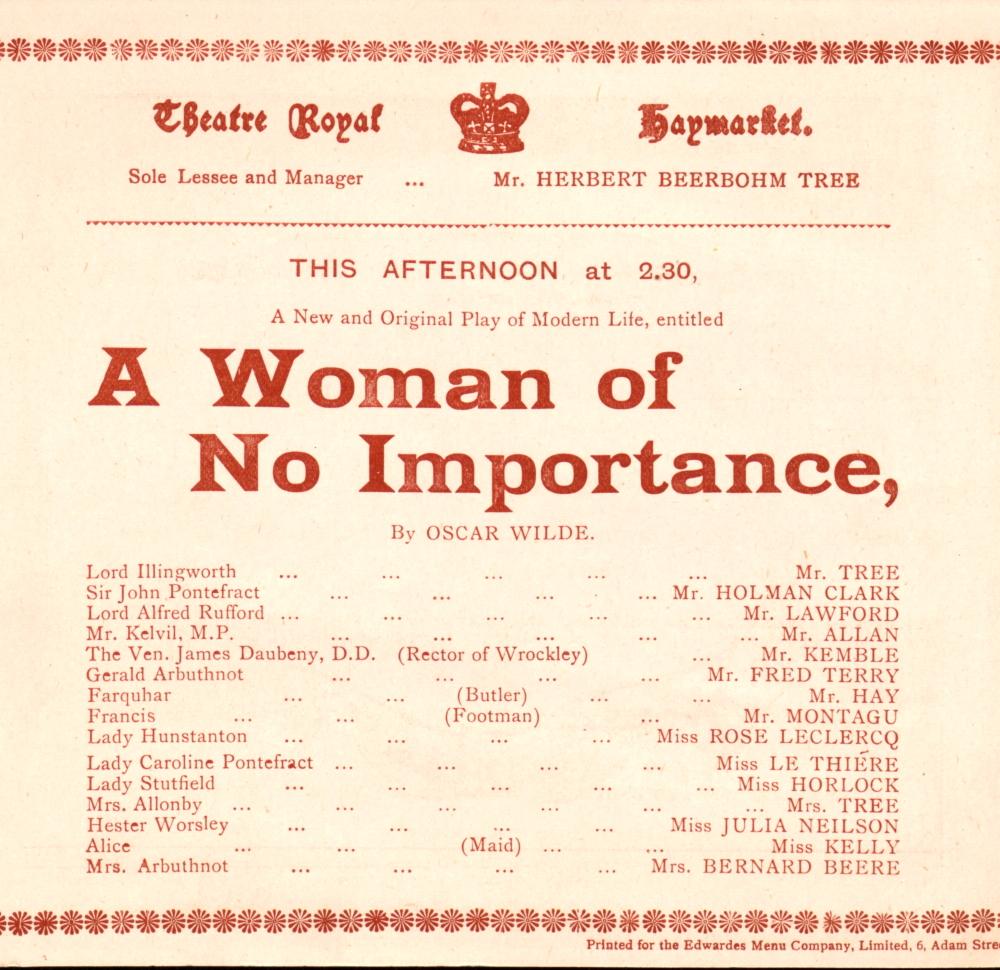 Theatre Royal Haymarket.
Sole Lessee and Manager ... Mr. HERBERT BEERBOHM TREE
THIS AFTERNOON at 2.30,
A New and Original Play of Modern Life, entitled
A Woman of
No Importance,
By OSCAR WILDE.
Lord Illingworth ... ... ... ... ... Mr. TREE
Sir John Pontefract ... ... ... ... Mr. HOLMAN CLARK
Lord Alfred Rufford ... ... ... ... ... Mr. LAWFORD
Mr. Kelvil, M.P. ... ... ... ... ... Mr. ALLAN
The Ven. James Daubeny, D.D. (Rector of Wrockley) ... Mr. KEMBLE
Gerald Arbuthnot ... ... ... ... Mr. FRED TERRY
Farquhar ... ... (Butler) ... ... Mr. HAY
Francis ... ... (Footman) ... Mr. MONTAGU
Lady Hunstanton ... ... ... ... Miss ROSE LECLERCQ
Lady Caroline Pontefract ... ... ... ... Miss LE THIÉRE
Lady Stutfield ... ... ... ... ... Miss HORLOCK
Mrs. Allonby ... ... ... ... ... ... Mrs. TREE
Hester Worsley ... ... ... ... Miss JULIA NEILSON
Alice ... ... (Maid) ... ... Miss KELLY
Mrs. Arbuthnot ... ... ... ... Mrs. BERNARD BEERE
Printed for the Edwardes Menu Company, Limited, 6, Adam Stre